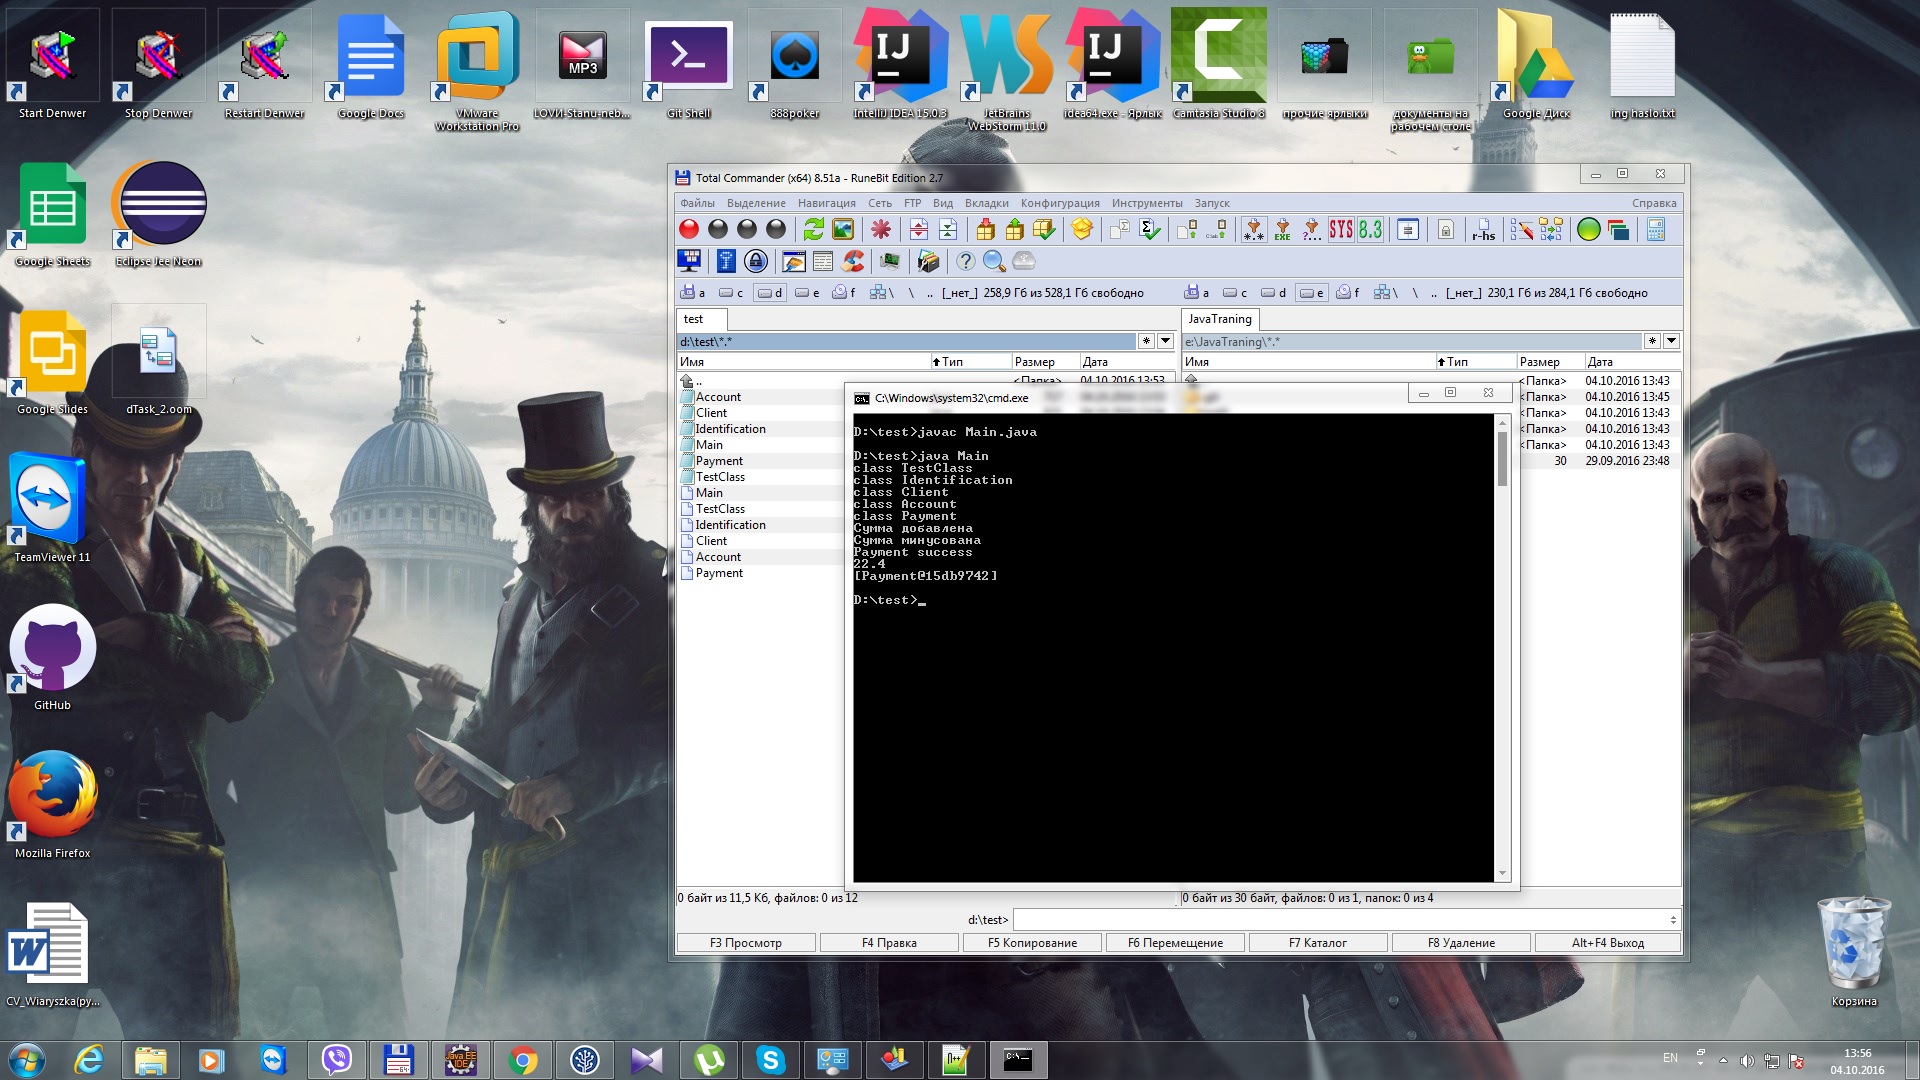 Start Denwer
Stop Denwer
Restart Denwer
Google Docs
VMware
Workstation Pro
MP3
LOVI-Stanu-neb...
Git Shell
888poker
IJ
IntelliJ IDEA 15.0.3
WS
JetBrains
WebStorm 11.0
IJ
idea64.exe - Ярлык
C
Camtasia Studio 8
прочие ярлыки
документы на
рабочем столе
Google Диск
ing haslo.txt
Google Sheets
Eclipse Jee Neon
Google Slides
dTask_2.oom
TeamViewer 11
GitHub
Mozilla Firefox
W
CV_Wiaryszka(ру...
Корзина
Total Commander (x64) 8.51a - RuneBit Edition 2.7
Файлы Выделение Навигация Сеть FTP Вид Вкладки Конфигурация Инструменты Запуск Справка
EXE SYS 8.3 r-hs
a c d e f \ .. [_нет_] 258,9 Гб из 528,1 Гб свободно
a c d e f \ .. [_нет_] 230,1 Гб из 284,1 Гб свободно
test
d:\test\*.* * 
Имя Тип Размер Дата
.. <Папка> 04.10.2016 13:53
Account
Client
Identification
Main
Payment
TestClass
Main
TestClass
Identification
Client
Account
Payment
JavaTraning
e:\JavaTraning\*.* *
Имя Тип Размер Дата
<Папка> 04.10.2016 13:43
<Папка> 04.10.2016 13:45
<Папка> 04.10.2016 13:43
<Папка> 04.10.2016 13:43
<Папка> 04.10.2016 13:43
30 29.09.2016 23:48
C:\Windows\system32\cmd.exe
D:\test>javac Main.java
D:\test>java Main
class TestClass
class Identification
class Client
class Account
class Payment
Сумма добавлена
Сумма минусована
Payment success
22.4
[Payment@15db9742]
D:\test>_
0 байт из 11,5 Кб, файлов: 0 из 12
0 байт из 30 байт, файлов: 0 из 1, папок: 0 из 4
d:\test>
F3 Просмотр F4 Правка F5 Копирование F6 Перемещение F7 Каталог F8 Удаление Alt+F4 Выход
64
Java EE
IDE
EN
13:56
04.10.2016